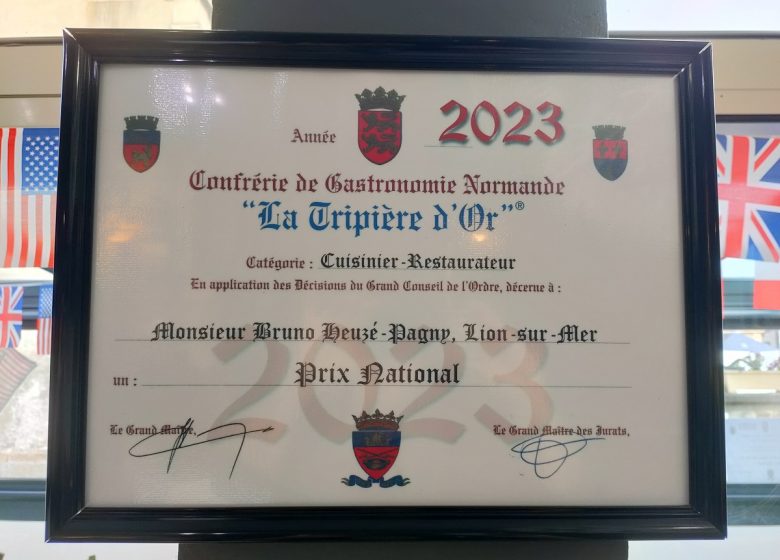 Année 2023
Confrérie de Gastronomie Normande
"La Tripière d'Or"®
Catégorie : Cuisinier-Restaurateur
En application des Décisions du Grand Conseil de l'Ordre, décerne à :
Monsieur Bruno Heuzé-Pagny, Lion-sur-Mer
un : Prix National
2023
Le Grand Maître, Le Grand Maître des Jurats,